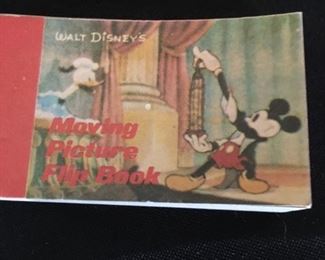 WALT DISNEY'S
Moving
Picture
Flip Book